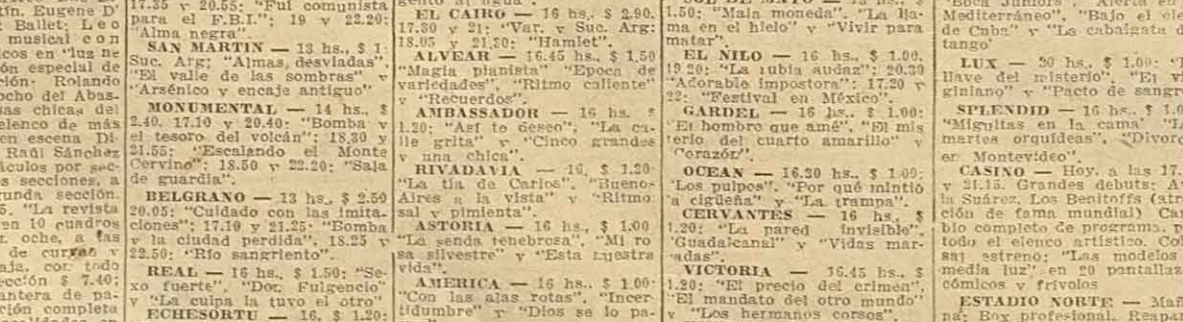 tín. Eugene D'
Ballet: Leo
musical con
icos en "luz ne
ón especial de
ción. Rolando
ocho del Abas-
sas chicas del
elenco de más
en escena Di
Raúl Sánchez
áculos por sec-
s secciones, a
unda sección.
5. "La revista
en 10 cuadros
r oche, a las
de curvas y
aja. con todo
ección $ 7.40;
antera de pa-
ción completa
17.35 y 20.55: "Fuí comunista
para el F.B.I."; 19 y 22.20:
"Alma negra"
SAN MARTIN — 13 hs., $ 1:
Suc. Arg; "Almas, desviadas"
"El valle de las sombras" y
"Arsénico y encaje antiguo"
MONUMENTAL — 14 hs., $
2.40. 17.10 y 20.40: "Bomba y
el tesoro del volcán"; 18.30 y
21.55: "Escalando el Monte
Cervino"; 18.50 y 22.20: "Sala
de guardia".
BELGRANO — 13 hs., $ 2.50
20.05: "Cuidado con las imita-
ciones"; 17.10 y 21.25: "Bomba
y la ciudad perdida", 18.25 y
22.50: "Río sangriento".
REAL — 16 hs., $ 1.50: "Se-
xo fuerte", "Don Fulgencio"
y "La culpa la tuvo el otro"
ECHESORTU — 16, $ 1.20:
EL CAIRO — 16 hs., $ 2.90.
17.30 y 21: "Var. y Suc. Arg:
18.05 y 21.30: "Hamlet".
ALVEAR — 16.45 hs., $ 1.50
"Magia pianista" "Epoca de
variedades", "Ritmo caliente"
y "Recuerdos".
AMBASSADOR — 16 hs. $
1.20: "Así te deseo", "La ca-
lle grita" y "Cinco grandes
y una chica".
RIVADAVIA — 16, $ 1.20:
"La tía de Carlos", "Bueno-
Aires a la vista" y "Ritmo
sal y pimienta".
ASTORIA — 16 hs., $ 1.00
"La senda tenebrosa", "Mi ro
sa silvestre" y "Esta nuestra
vida".
AMERICA — 16 hs., $ 1.00:
"Con las alas rotas", "Incer-
tidumbre" y "Dios se lo pa-
1.50: "Mala moneda", "La lla-
ma en el hielo" y "Vivir para
matar".
EL NILO — 16 hs., $ 1.00.
19.20: "La rubia audaz"; 20.30
"Adorable impostora"; 17.20 y
22: "Festival en México".
GARDEL — 16 hs., $ 1.00:
"El hombre que amé", "El mis
terio del cuarto amarillo" y
"Corazón".
OCEAN — 16.30 hs., $ 1.00:
"Los pulpos", "Por qué mintió
a cigüeña" y "La trampa".
CERVANTES — 16 hs., $
1.20: "La pared invisible",
"Guadalcanal" y "Vidas mar-
adas".
VICTORIA — 16.45 hs., $
1.20: "El precio del crimen",
"El mandato del otro mundo"
y "Los hermanos corsos".
"Boca Juniors", "Alerta en
Mediterráneo", "Bajo el cielo
de Cuba" y "La cabalgata d
tango"
LUX — 20 hs., $ 1.00:
llave del misterio", "El vi
giniano" y "Pacto de sangre
SPLENDID — 16 hs., $ 1.0
"Miguitas en la cama" "L
martes orquídeas", "Divorc
er Montevideo".
CASINO — Hoy. a las 17.
y 21.15. Grandes debuts:
la Suárez, Los Benitoffs (atr
ción de fama mundial) Cam
bio completo de programa, p
todo el elenco artístico. Col
sal estreno: "Las modelos
media luz" en 20 pantallaz
cómicos y frívolos
ESTADIO NORTE — Mañ
na: Box profesional. Reapar